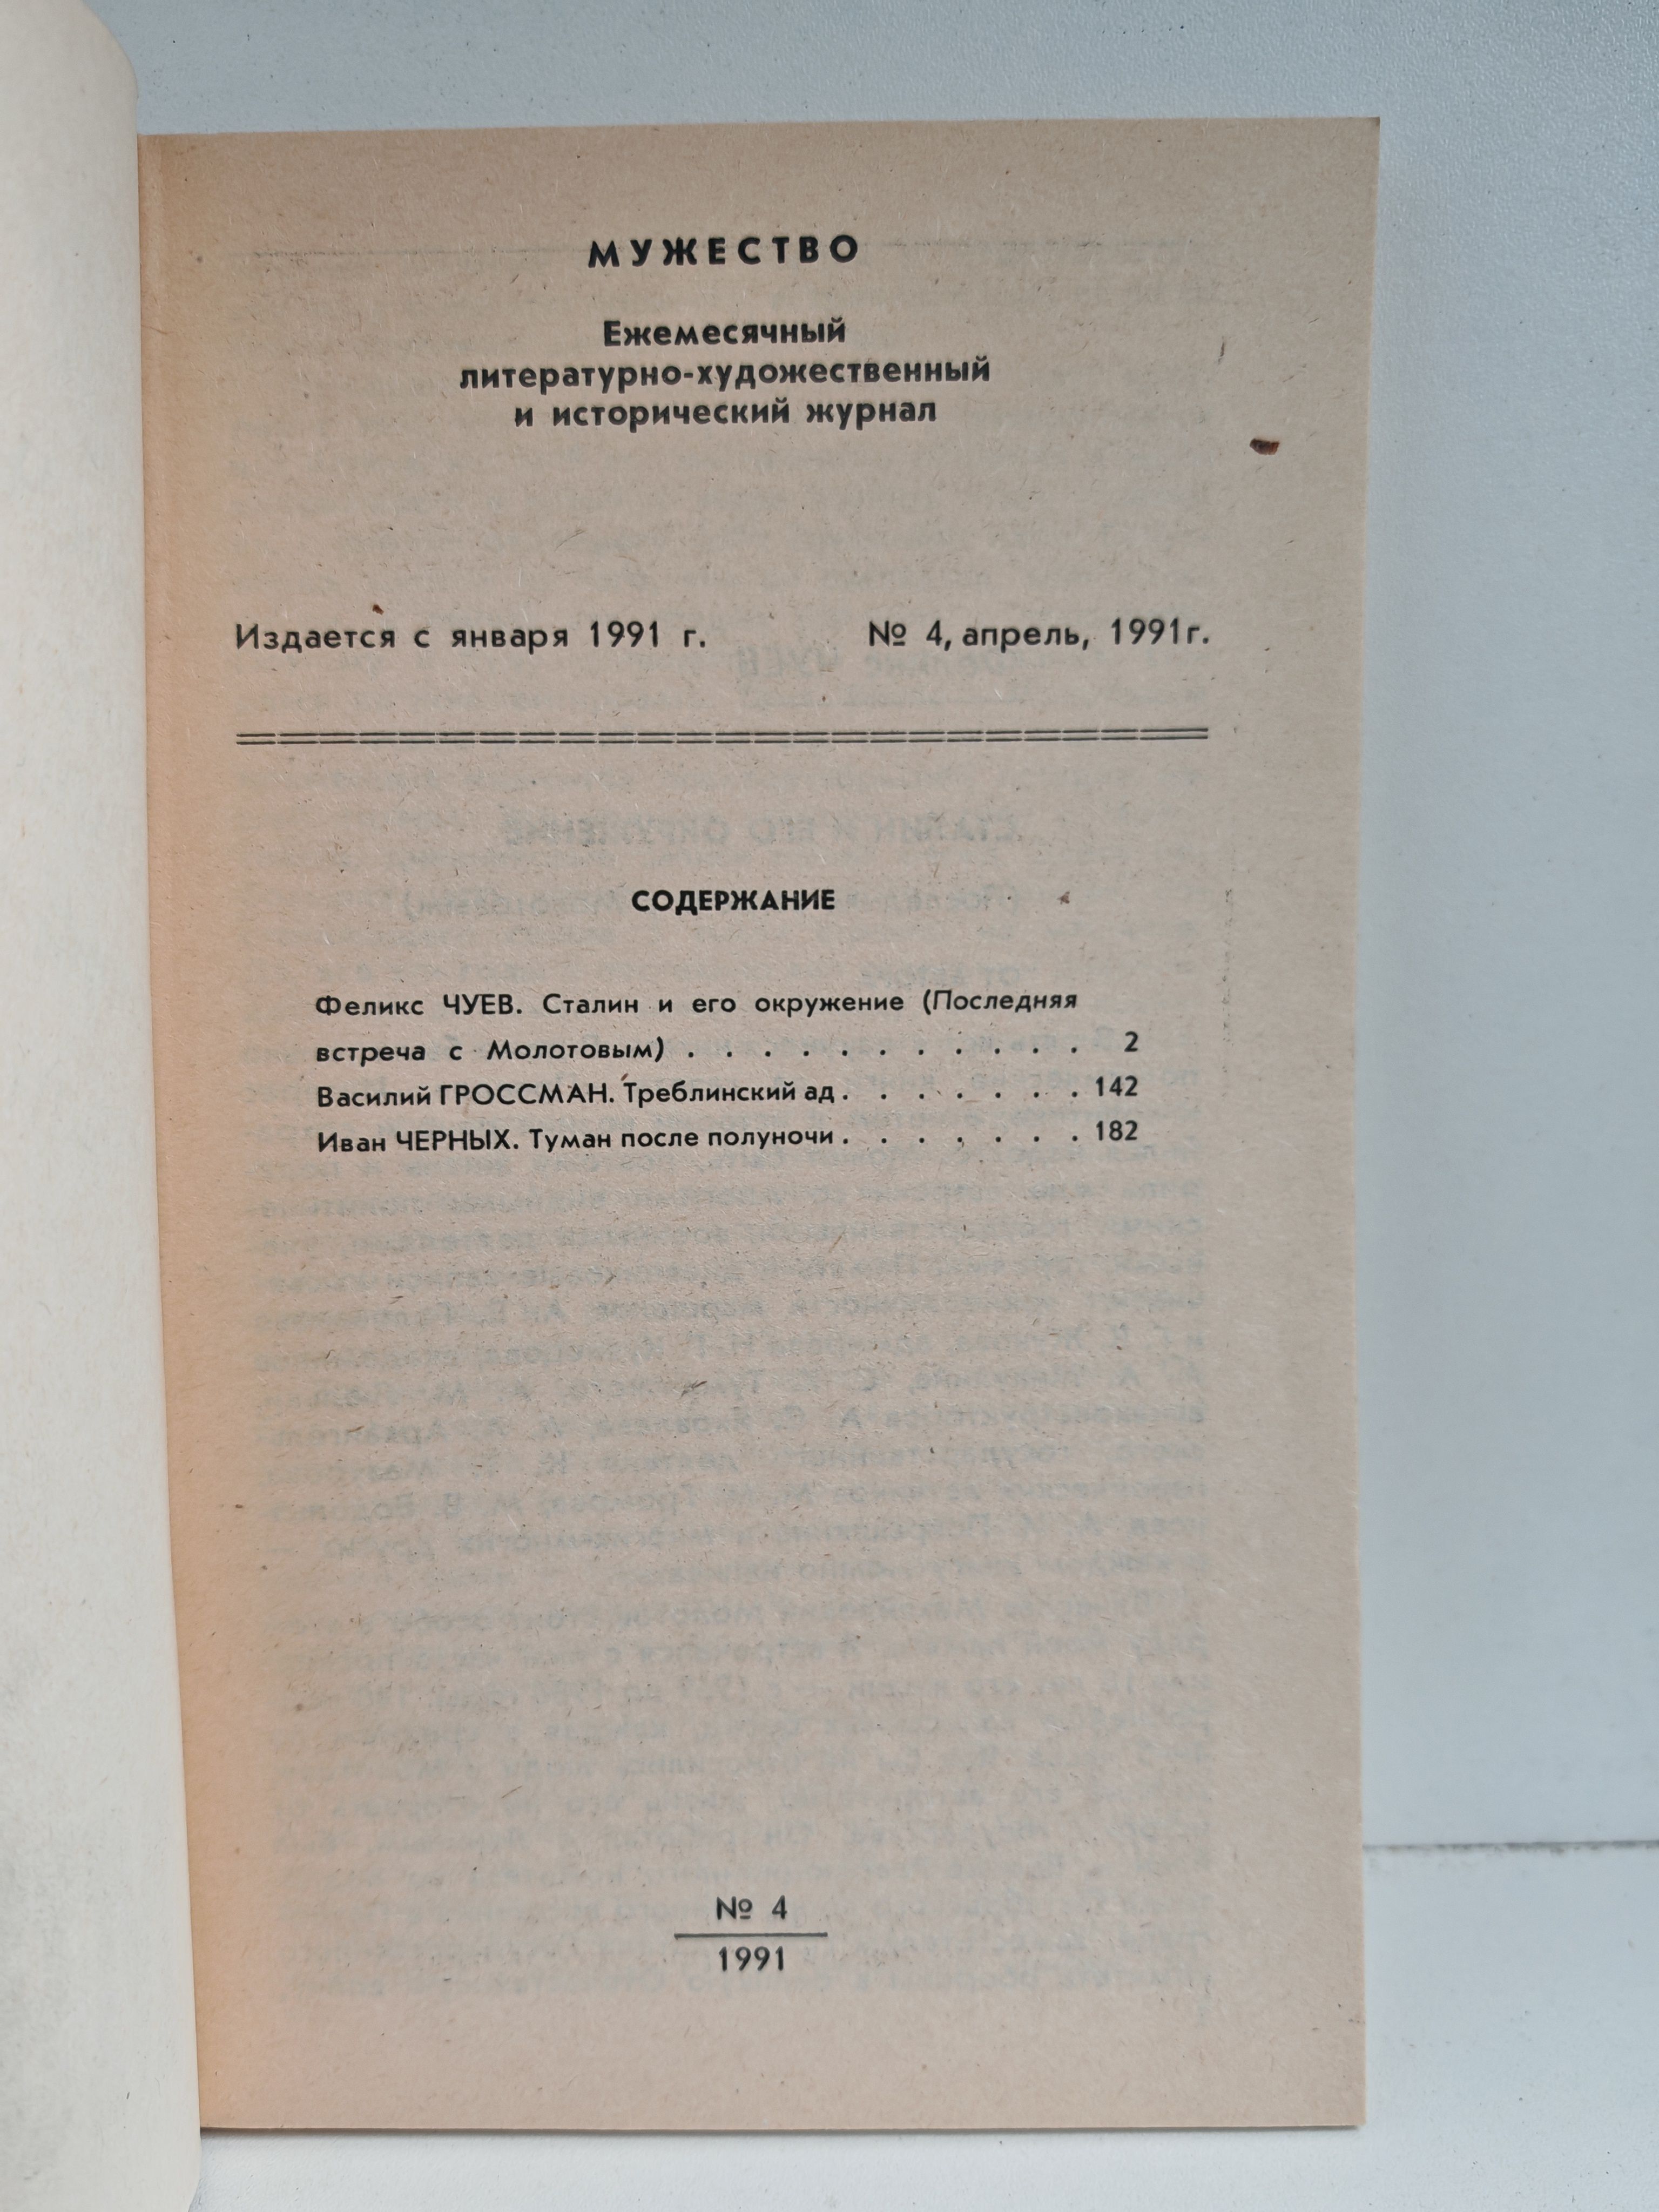 МУЖЕСТВО
Ежемесячный
литературно-художественный
и исторический журнал
Издается с января 1991 г. № 4, апрель, 1991г.
СОДЕРЖАНИЕ
Феликс ЧУЕВ. Сталин и его окружение (Последняя
встреча с Молотовым) . . . . . . . . . . . 2
Василий ГРОССМАН. Треблинский ад . . . . . . . 142
Иван ЧЕРНЫХ. Туман после полуночи . . . . . . . 182
№ 4
1991